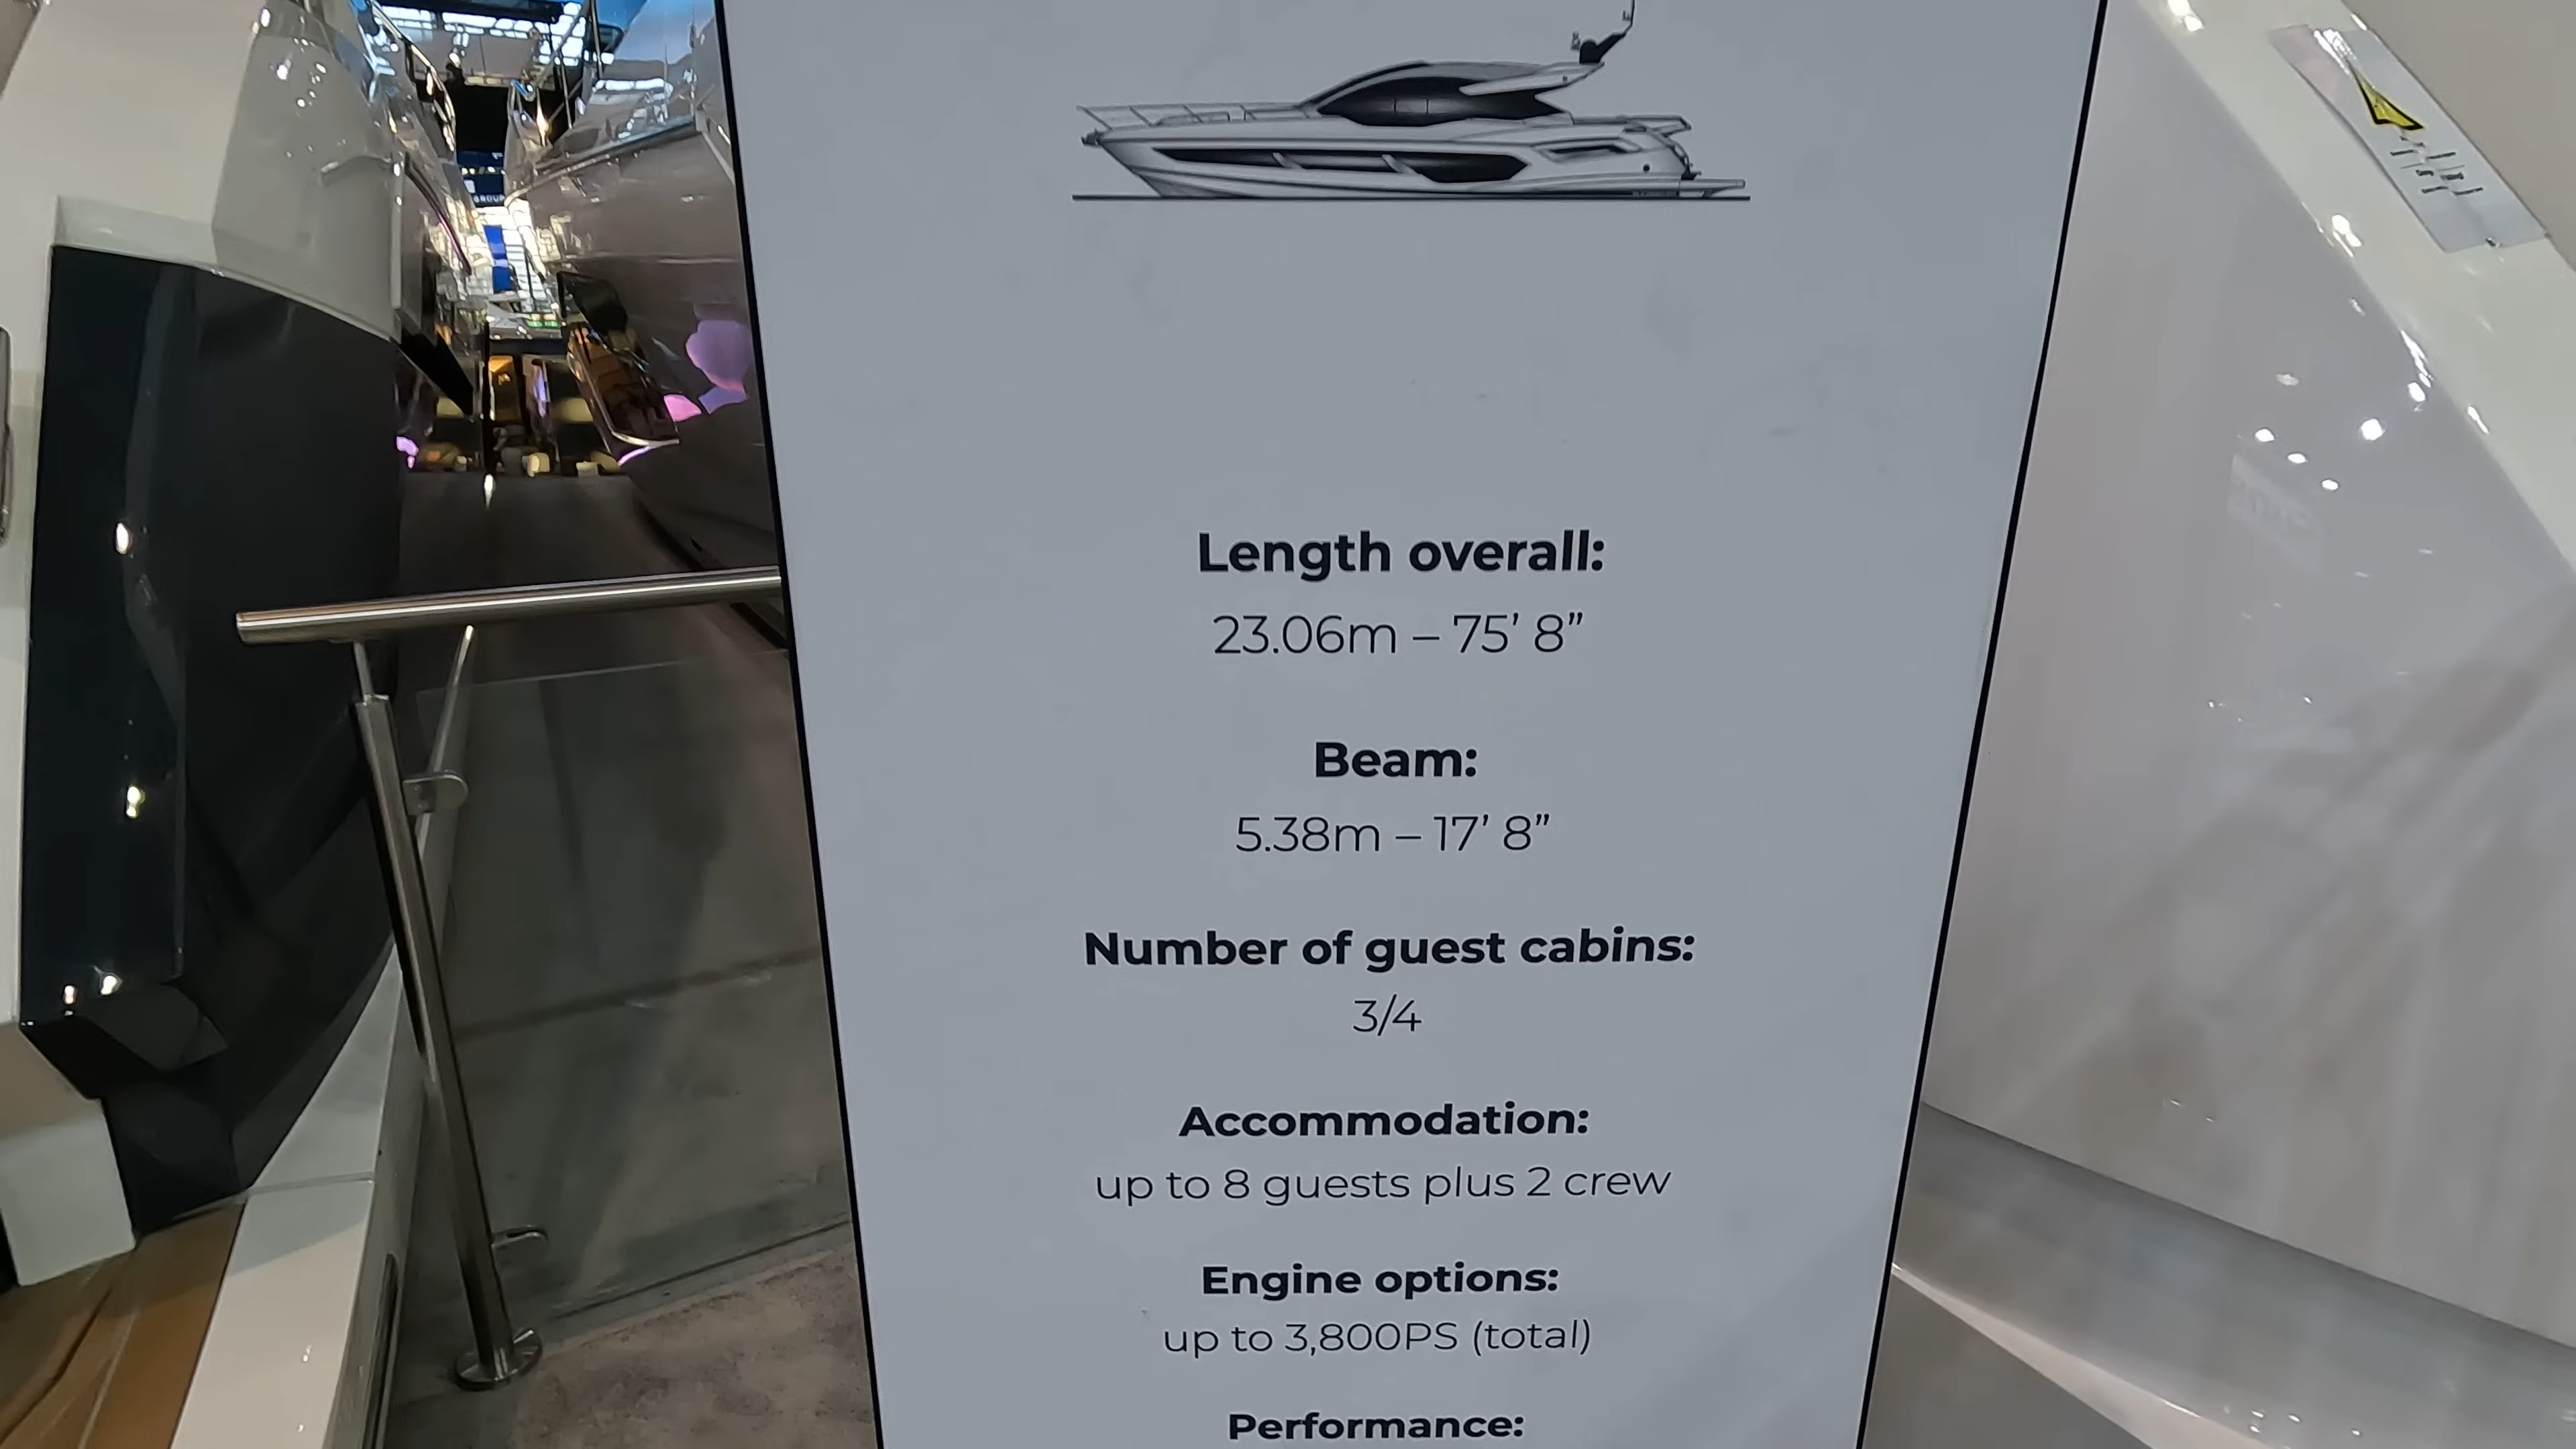 GROUP
Length overall:
23.06m – 75’ 8”
Beam:
5.38m – 17’ 8”
Number of guest cabins:
3/4
Accommodation:
up to 8 guests plus 2 crew
Engine options:
up to 3,800PS (total)
Performance: